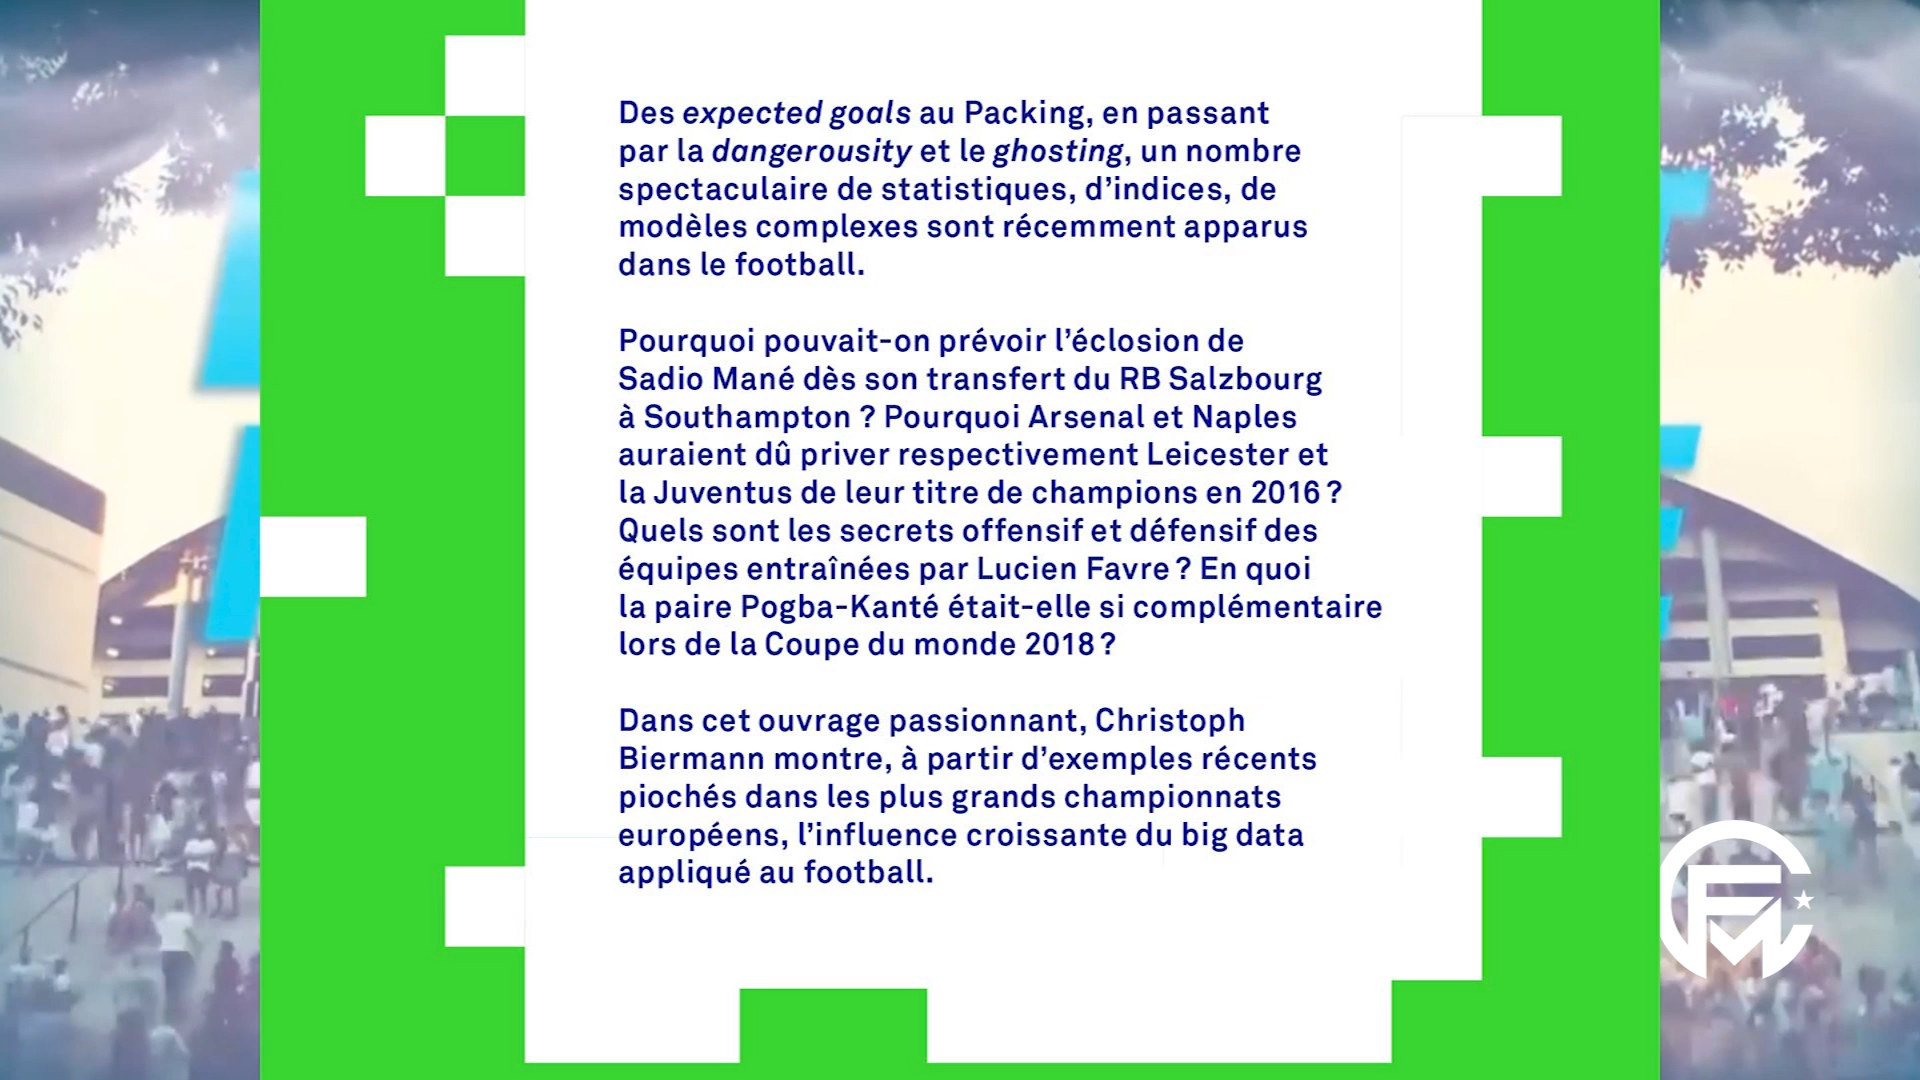 Des expected goals au Packing, en passant
par la dangerousity et le ghosting, un nombre
spectaculaire de statistiques, d’indices, de
modèles complexes sont récemment apparus
dans le football.
Pourquoi pouvait-on prévoir l’éclosion de
Sadio Mané dès son transfert du RB Salzbourg
à Southampton ? Pourquoi Arsenal et Naples
auraient dû priver respectivement Leicester et
la Juventus de leur titre de champions en 2016 ?
Quels sont les secrets offensif et défensif des
équipes entraînées par Lucien Favre ? En quoi
la paire Pogba-Kanté était-elle si complémentaire
lors de la Coupe du monde 2018 ?
Dans cet ouvrage passionnant, Christoph
Biermann montre, à partir d’exemples récents
piochés dans les plus grands championnats
européens, l’influence croissante du big data
appliqué au football.